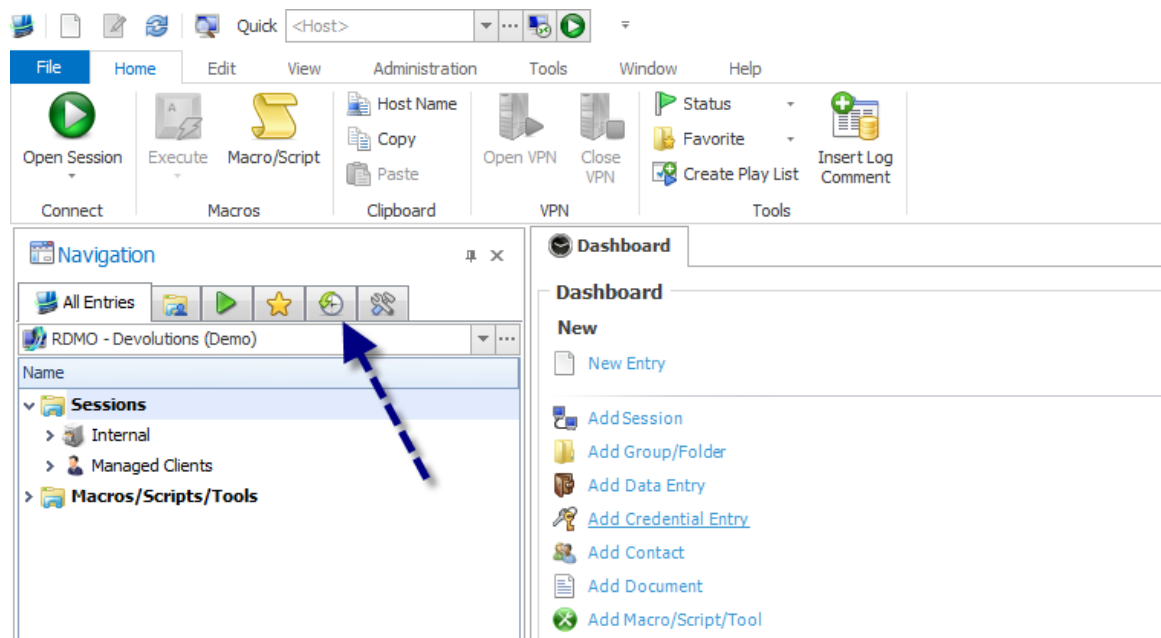 Quick <Host>
File Home Edit View Administration Tools Window Help
Open Session Execute Macro/Script Host Name Copy Paste Open VPN Close VPN Status Favorite Create Play List Insert Log Comment
Connect Macros Clipboard VPN Tools
Navigation
All Entries
RDMO - Devolutions (Demo)
Name
Sessions
Internal
Managed Clients
Macros/Scripts/Tools
Dashboard
Dashboard
New
New Entry
Add Session
Add Group/Folder
Add Data Entry
Add Credential Entry
Add Contact
Add Document
Add Macro/Script/Tool